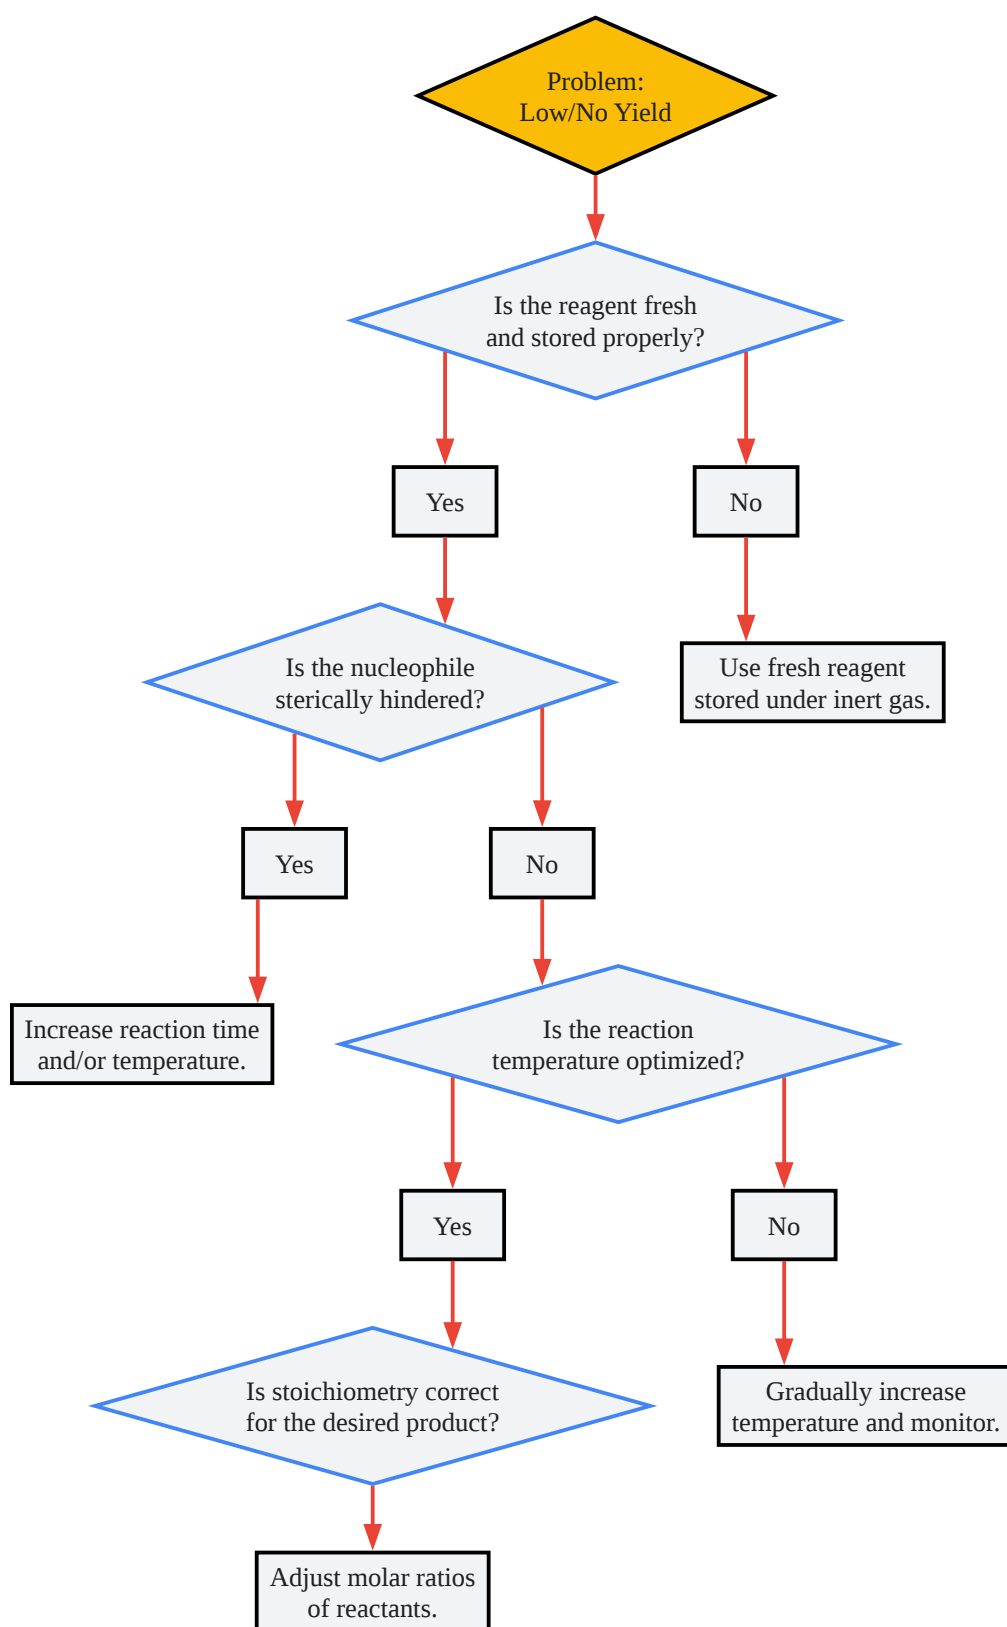 Problem:
Low/No Yield
Is the reagent fresh
and stored properly?
Yes
No
Is the nucleophile
sterically hindered?
Use fresh reagent
stored under inert gas.
Yes
No
Increase reaction time
and/or temperature.
Is the reaction
temperature optimized?
Yes
No
Is stoichiometry correct
for the desired product?
Gradually increase
temperature and monitor.
Adjust molar ratios
of reactants.